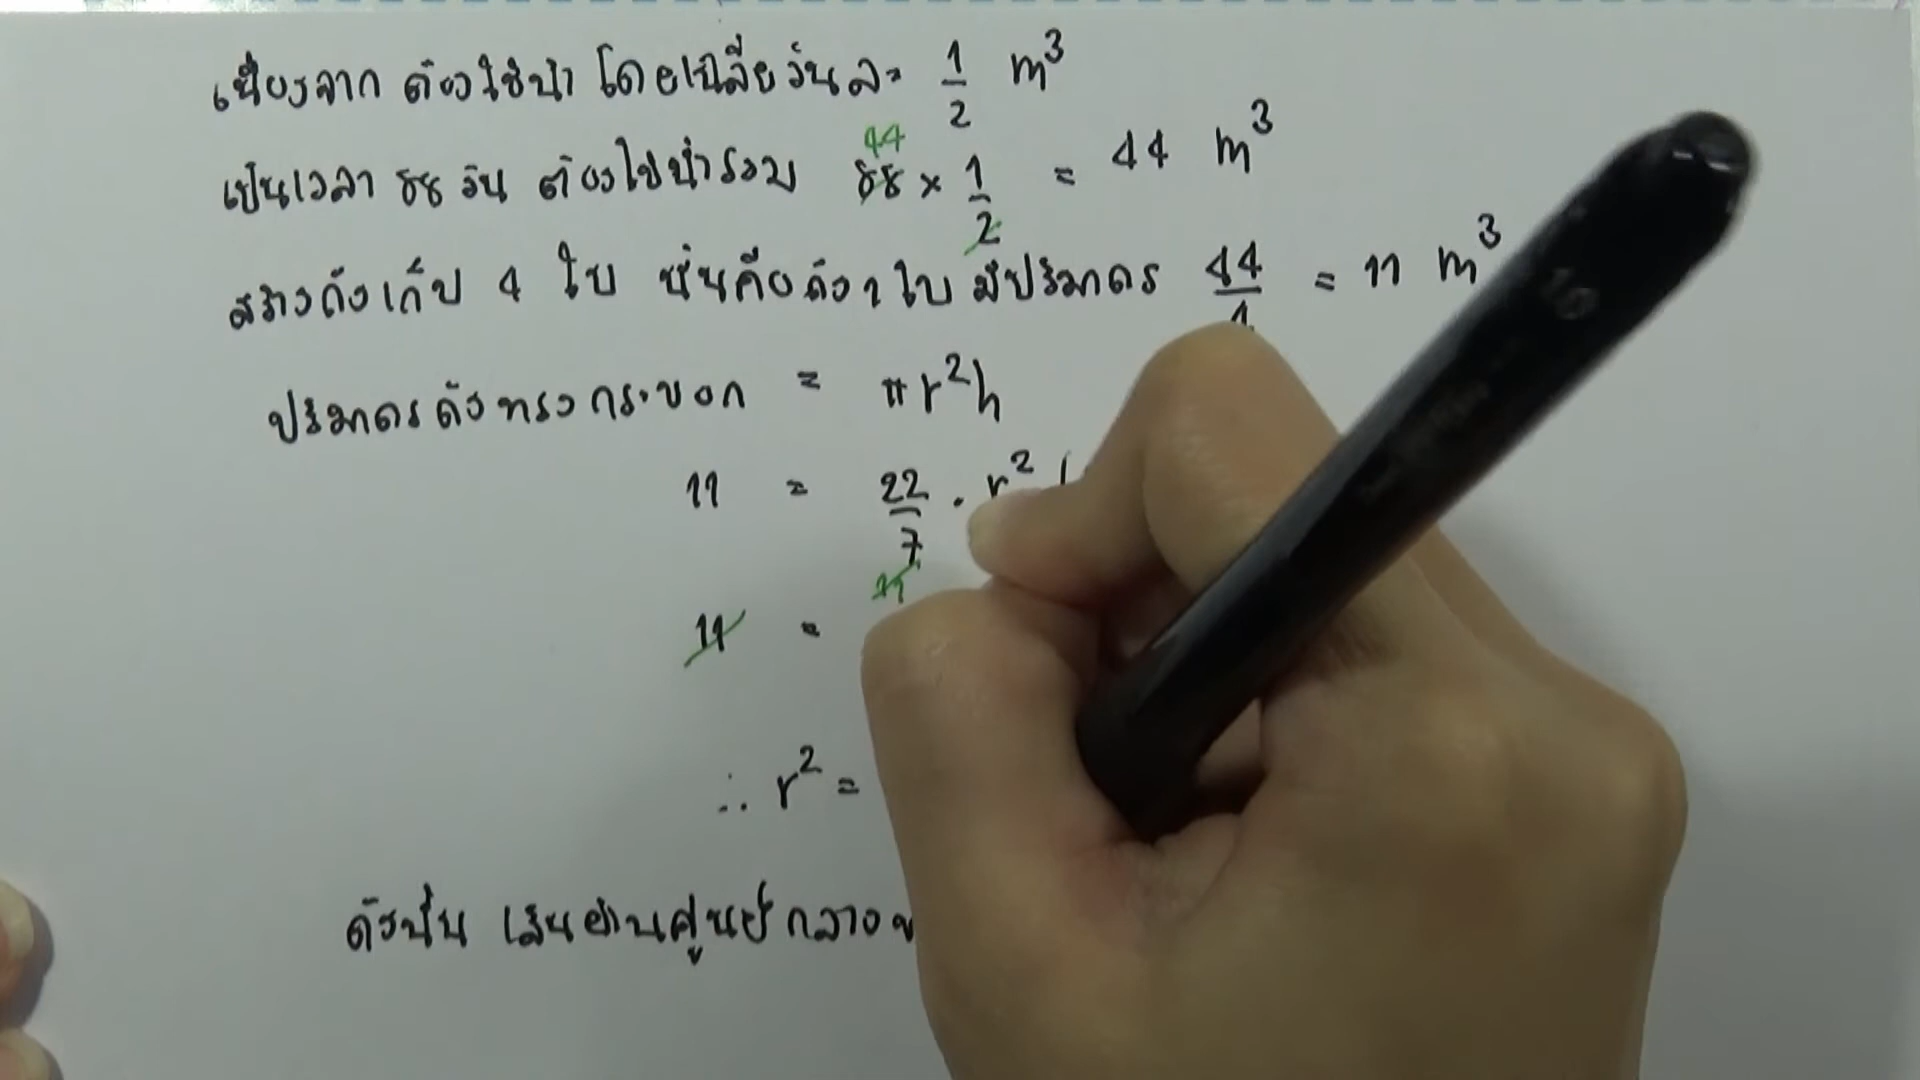 เนื่องจาก ต้องใช้น้ำ โดยเฉลี่ยวันละ 1/2 m³
เป็นเวลา 88 วัน ต้องใช้น้ำรวม 88 × 1/2 = 44 m³
44
สร้างถังเก็บ 4 ใบ นั่นคือถัง 1 ใบ มีปริมาตร 44/4 = 11 m³
ปริมาตรถังทรงกระบอก = πr²h
11 = 22/7 . r²
11
11 =
∴ r² =
ดังนั้น เส้นผ่านศูนย์กลาง